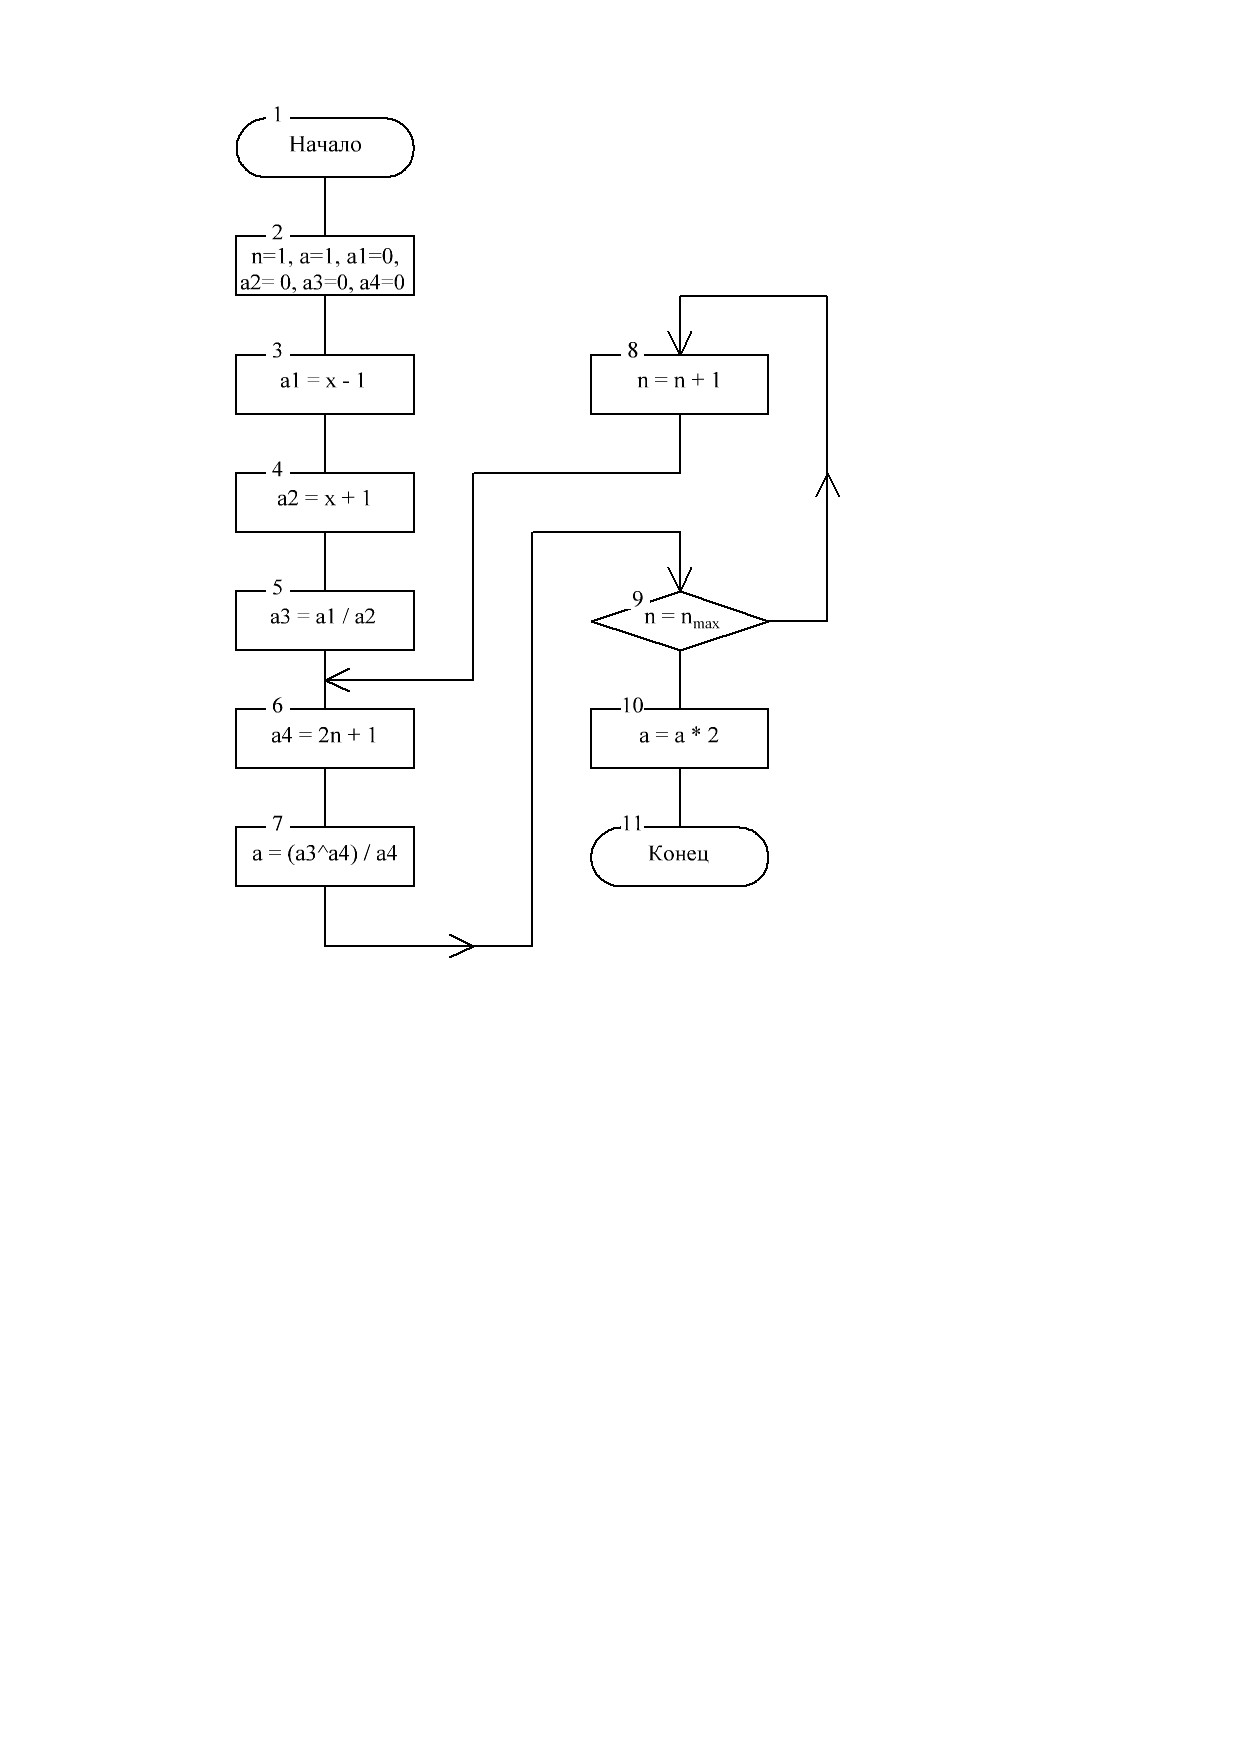 1
Начало
2
n=1, a=1, a1=0,
a2= 0, a3=0, a4=0
3
a1 = x - 1
4
a2 = x + 1
5
a3 = a1 / a2
6
a4 = 2n + 1
7
a = (a3^a4) / a4
8
n = n + 1
9
n = nmax
10
a = a * 2
11
Конец